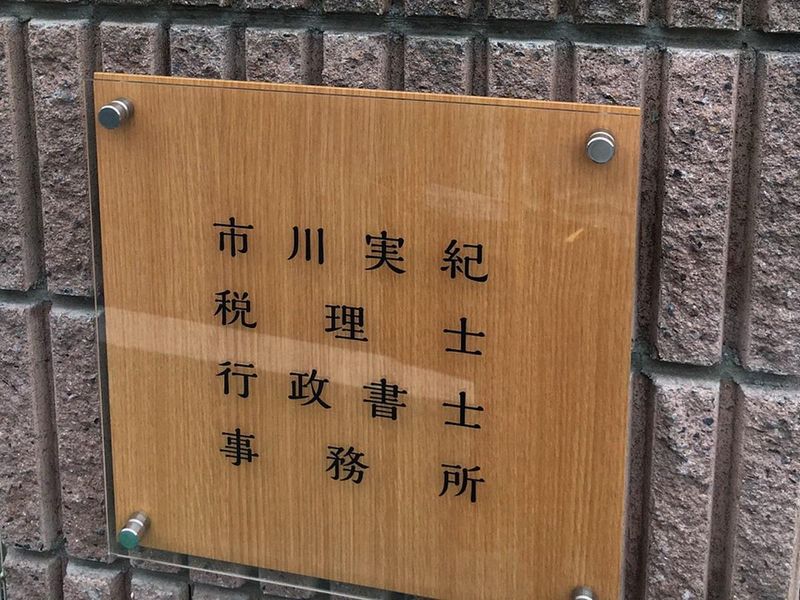 市川実紀
税理士
行政書士
事務所